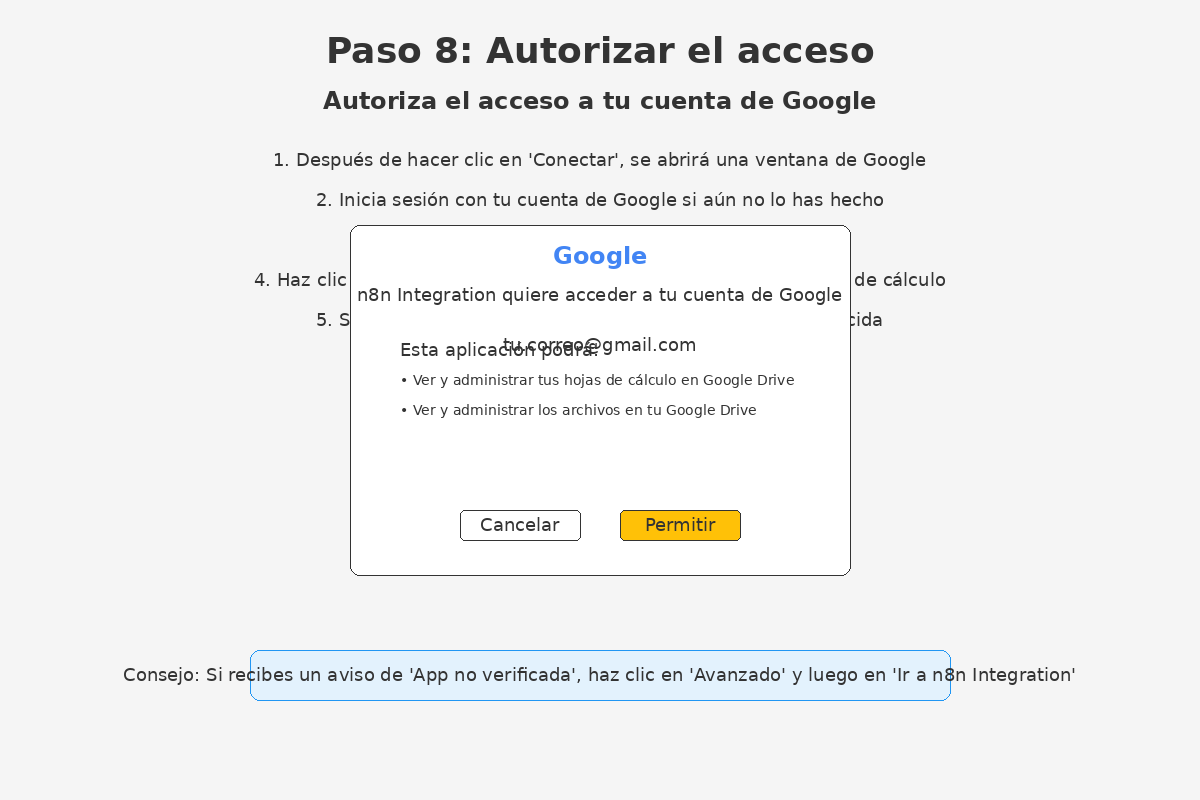 Paso 8: Autorizar el acceso
Autoriza el acceso a tu cuenta de Google
1. Después de hacer clic en 'Conectar', se abrirá una ventana de Google
2. Inicia sesión con tu cuenta de Google si aún no lo has hecho
Google
4. Haz clic de cálculo
n8n Integration quiere acceder a tu cuenta de Google
5.
tu.correo@gmail.com
Esta aplicación podrá:
• Ver y administrar tus hojas de cálculo en Google Drive
• Ver y administrar los archivos en tu Google Drive
Cancelar
Permitir
Consejo: Si recibes un aviso de 'App no verificada', haz clic en 'Avanzado' y luego en 'Ir a n8n Integration'